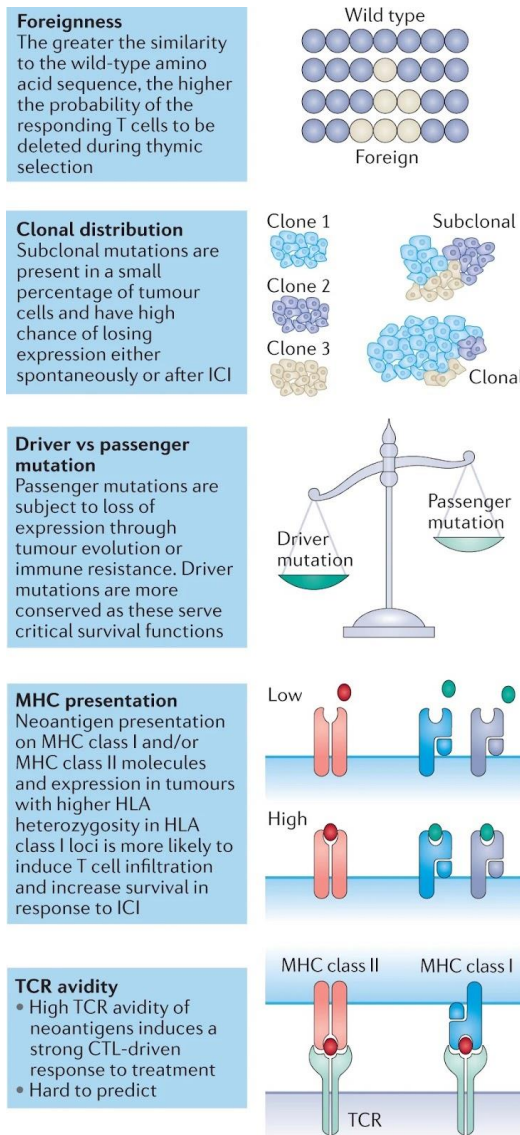 Foreignness
The greater the similarity
to the wild-type amino
acid sequence, the higher
the probability of the
responding T cells to be
deleted during thymic
selection
Wild type
Foreign
Clonal distribution
Subclonal mutations are
present in a small
percentage of tumour
cells and have high
chance of losing
expression either
spontaneously or after ICI
Clone 1
Clone 2
Clone 3
Subclonal
Clonal
Driver vs passenger
mutation
Passenger mutations are
subject to loss of
expression through
tumour evolution or
immune resistance. Driver
mutations are more
conserved as these serve
critical survival functions
Driver
mutation
Passenger
mutation
MHC presentation
Neoantigen presentation
on MHC class I and/or
MHC class II molecules
and expression in tumours
with higher HLA
heterozygosity in HLA
class I loci is more likely to
induce T cell infiltration
and increase survival in
response to ICI
Low
High
TCR avidity
• High TCR avidity of
neoantigens induces a
strong CTL-driven
response to treatment
• Hard to predict
MHC class II
MHC class I
TCR